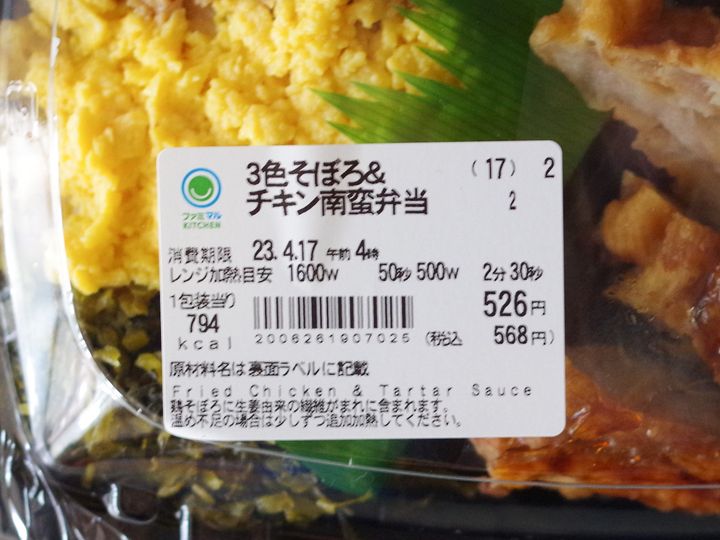 3色そぼろ&
チキン南蛮弁当
(17) 2
2
ファミマル
KITCHEN
消費期限 23. 4.17 午前 4時
レンジ加熱目安 1600W 50秒 500W 2分30秒
1包装当り
794
kcal
2006261907025
526円
(税込 568円)
原材料名は裏面ラベルに記載
Fried Chicken & Tartar Sauce
鶏そぼろに生姜由来の繊維がまれに含まれます。
温め不足の場合は少しずつ追加加熱してください。